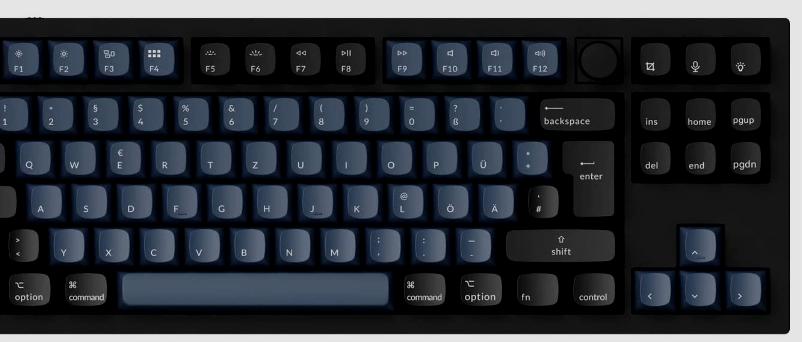 F1 F2 F3 F4 F5 F6 F7 F8 F9 F10 F11 F12
! " § $ % & / ( ) = ? `
1 2 3 4 5 6 7 8 9 0 ß ´ backspace ins home pgup
€ *
Q W E R T Z U I O P Ü + enter del end pgdn
@ '
A S D F G H J K L Ö Ä #
> ; : —
< Y X C V B N M , . - shift
⌥ ⌘ ⌘ ⌥
option command command option fn control